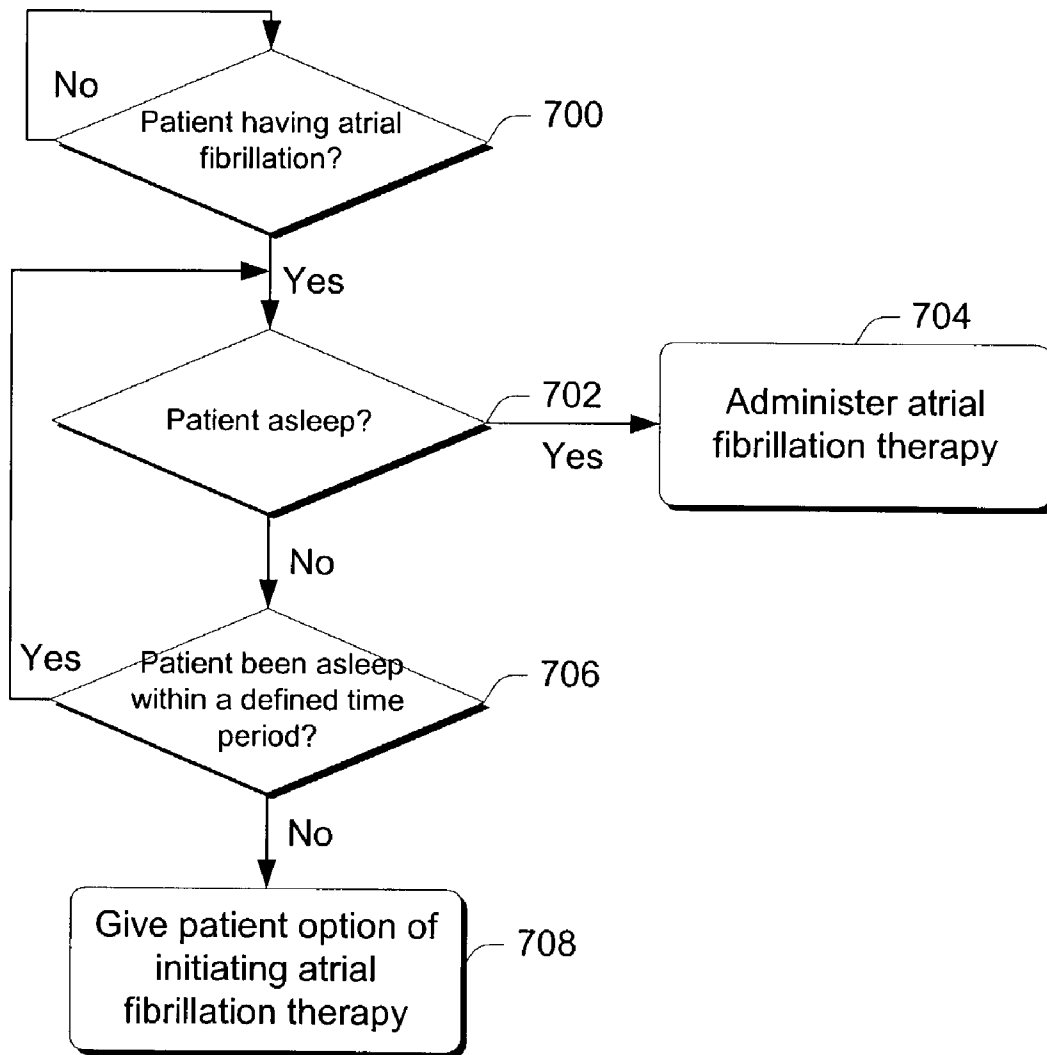 No
Patient having atrial
fibrillation?
700
Yes
Patient asleep?
702
Yes
704
Administer atrial
fibrillation therapy
No
Yes
Patient been asleep
within a defined time
period?
706
No
Give patient option of
initiating atrial
fibrillation therapy
708